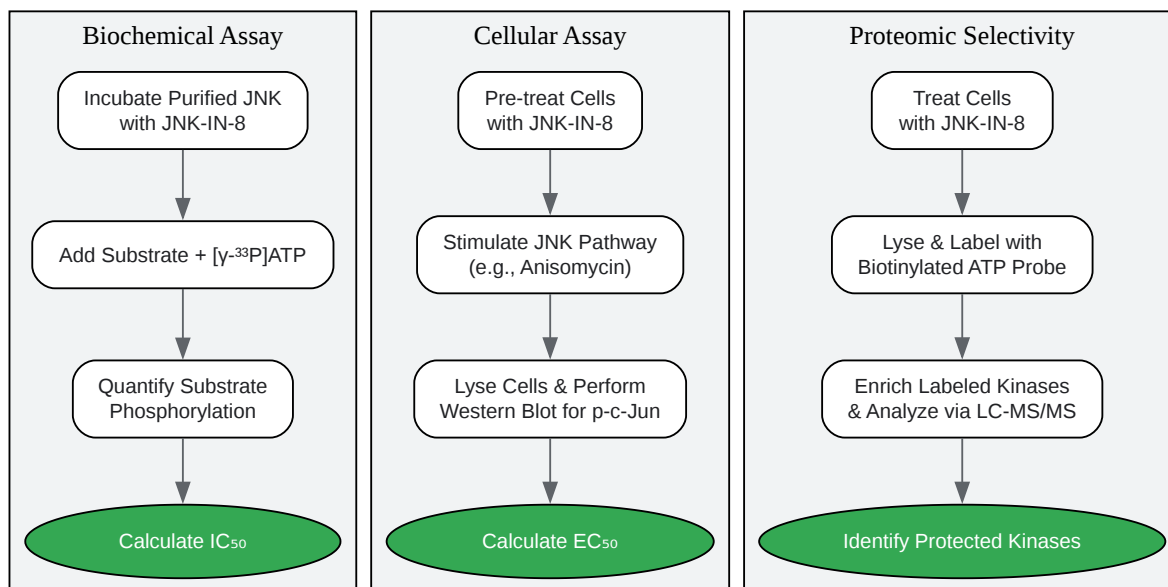 Biochemical Assay
Incubate Purified JNK
with JNK-IN-8
Add Substrate + [γ-³³P]ATP
Quantify Substrate
Phosphorylation
Calculate IC₅₀
Cellular Assay
Pre-treat Cells
with JNK-IN-8
Stimulate JNK Pathway
(e.g., Anisomycin)
Lyse Cells & Perform
Western Blot for p-c-Jun
Calculate EC₅₀
Proteomic Selectivity
Treat Cells
with JNK-IN-8
Lyse & Label with
Biotinylated ATP Probe
Enrich Labeled Kinases
& Analyze via LC-MS/MS
Identify Protected Kinases